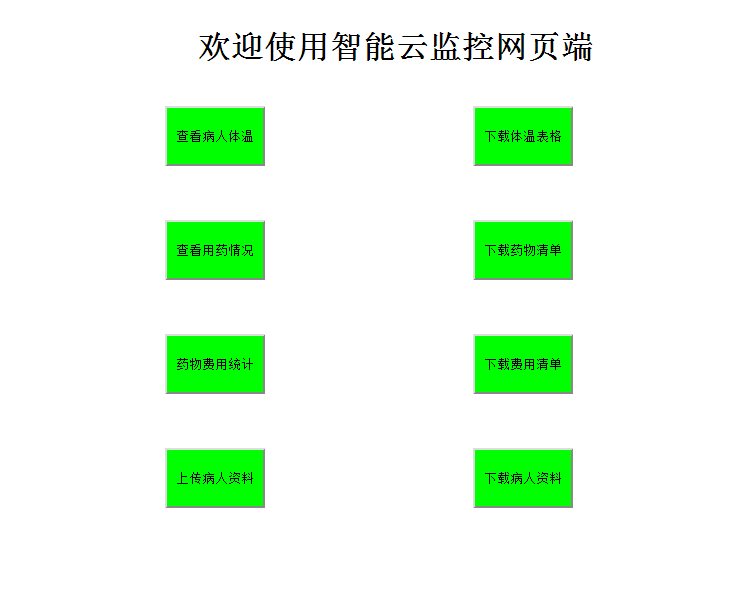 欢迎使用智能云监控网页端
查看病人体温
下载体温表格
查看用药情况
下载药物清单
药物费用统计
下载费用清单
上传病人资料
下载病人资料